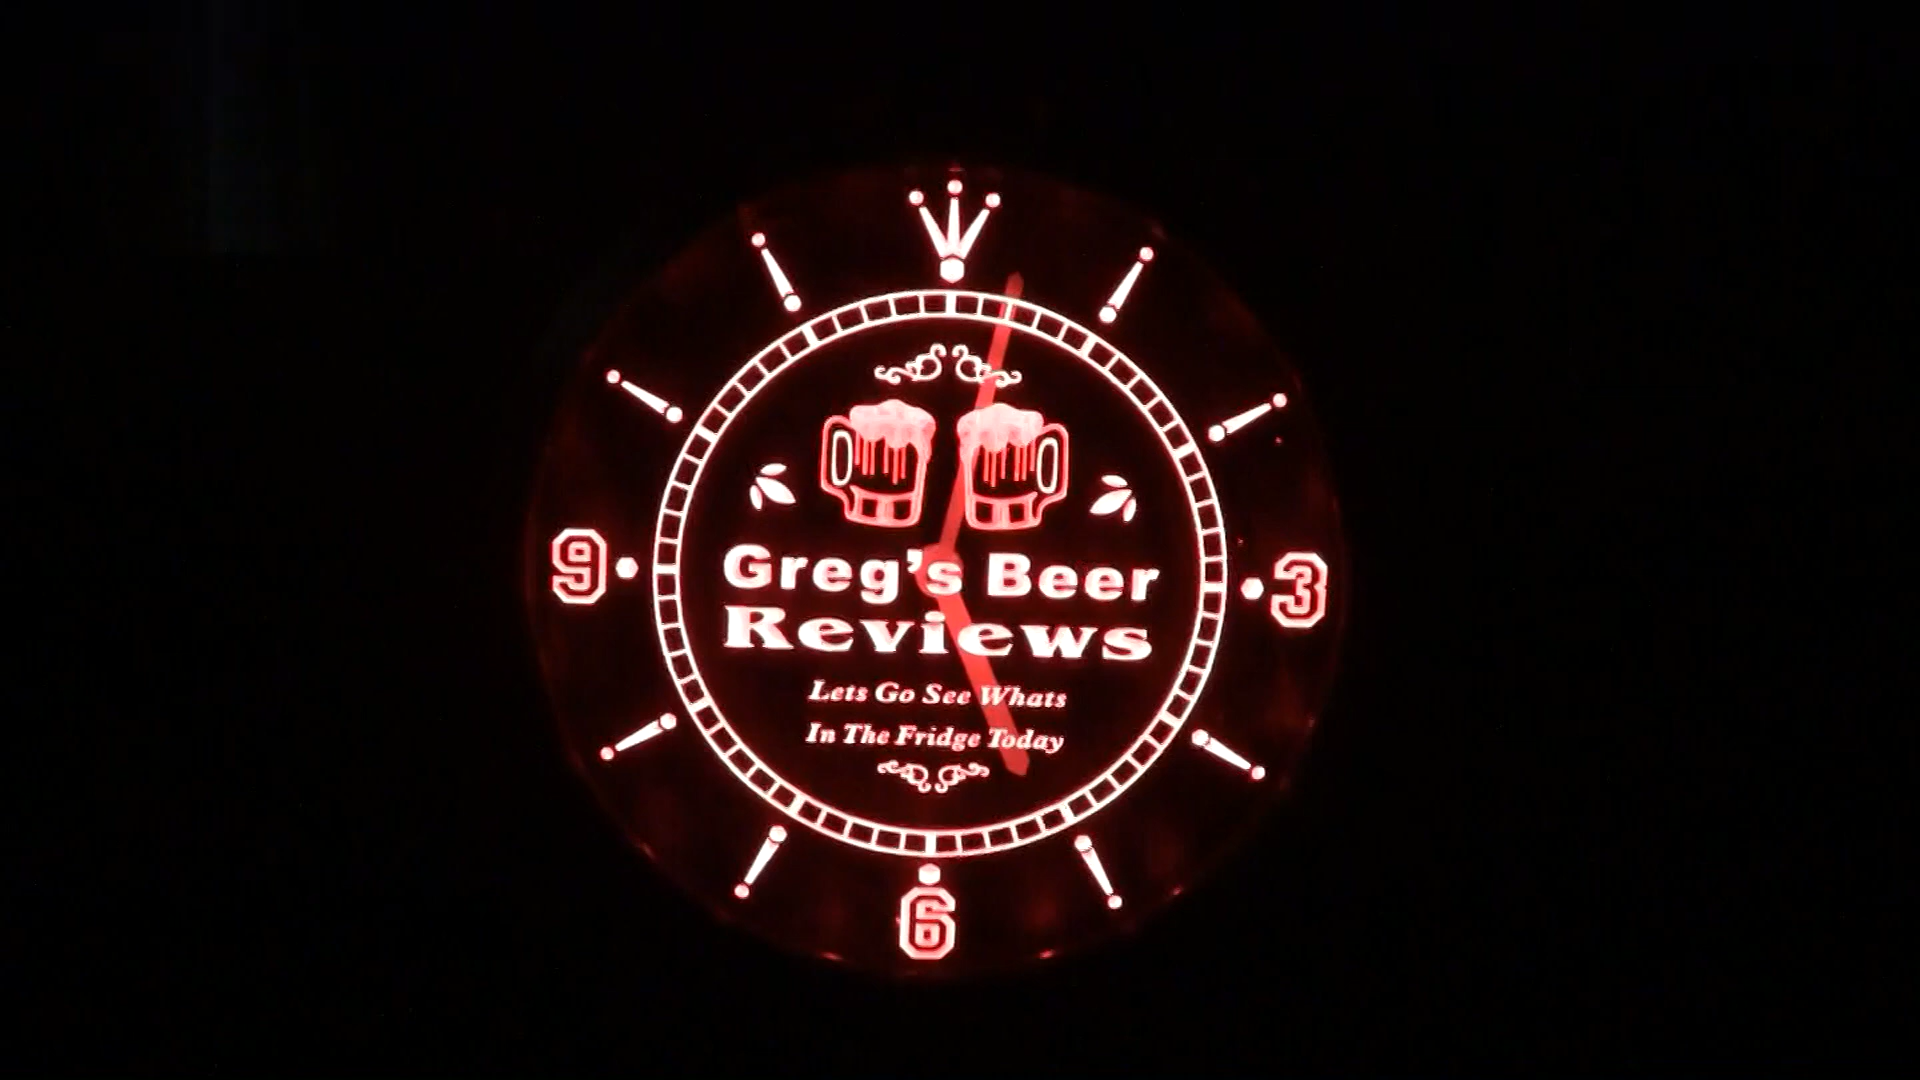 9
3
Greg's Beer
Reviews
Lets Go See Whats
In The Fridge Today
6